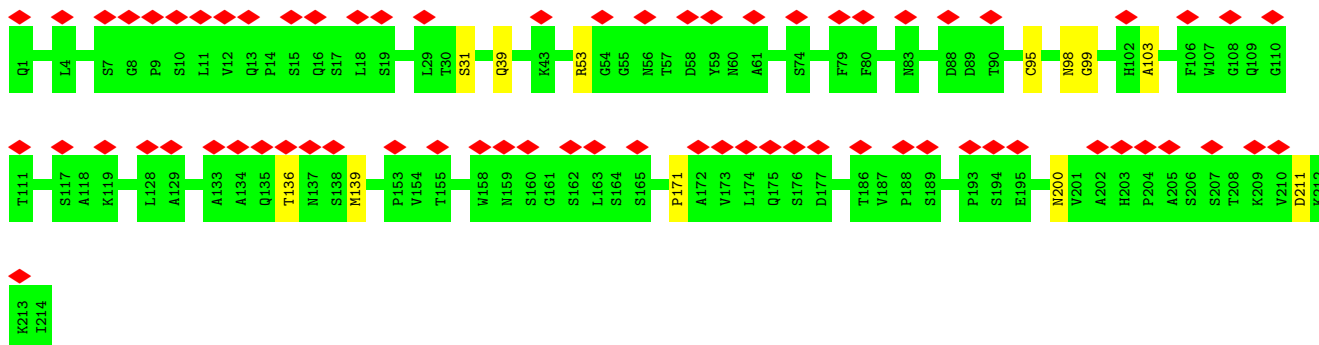 Q1 L4 S7 G8 P9 S10 L11 V12 Q13 P14 S15 Q16 S17 L18 S19 L29 T30 S31 Q39 K43 R53 G54 G55 N56 T57 D58 Y59 N60 A61 S74 F79 F80 N83 D88 D89 T90 C95 N98 G99 H102 A103 F106 W107 G108 Q109 G110
T111 S117 A118 K119 L128 A129 A133 A134 Q135 T136 N137 S138 M139 P153 V154 T155 W158 N159 S160 G161 S162 L163 S164 S165 P171 A172 V173 L174 Q175 S176 D177 T186 V187 P188 S189 P193 S194 E195 N200 V201 A202 H203 P204 A205 S206 S207 T208 K209 V210 D211 K212
K213 I214